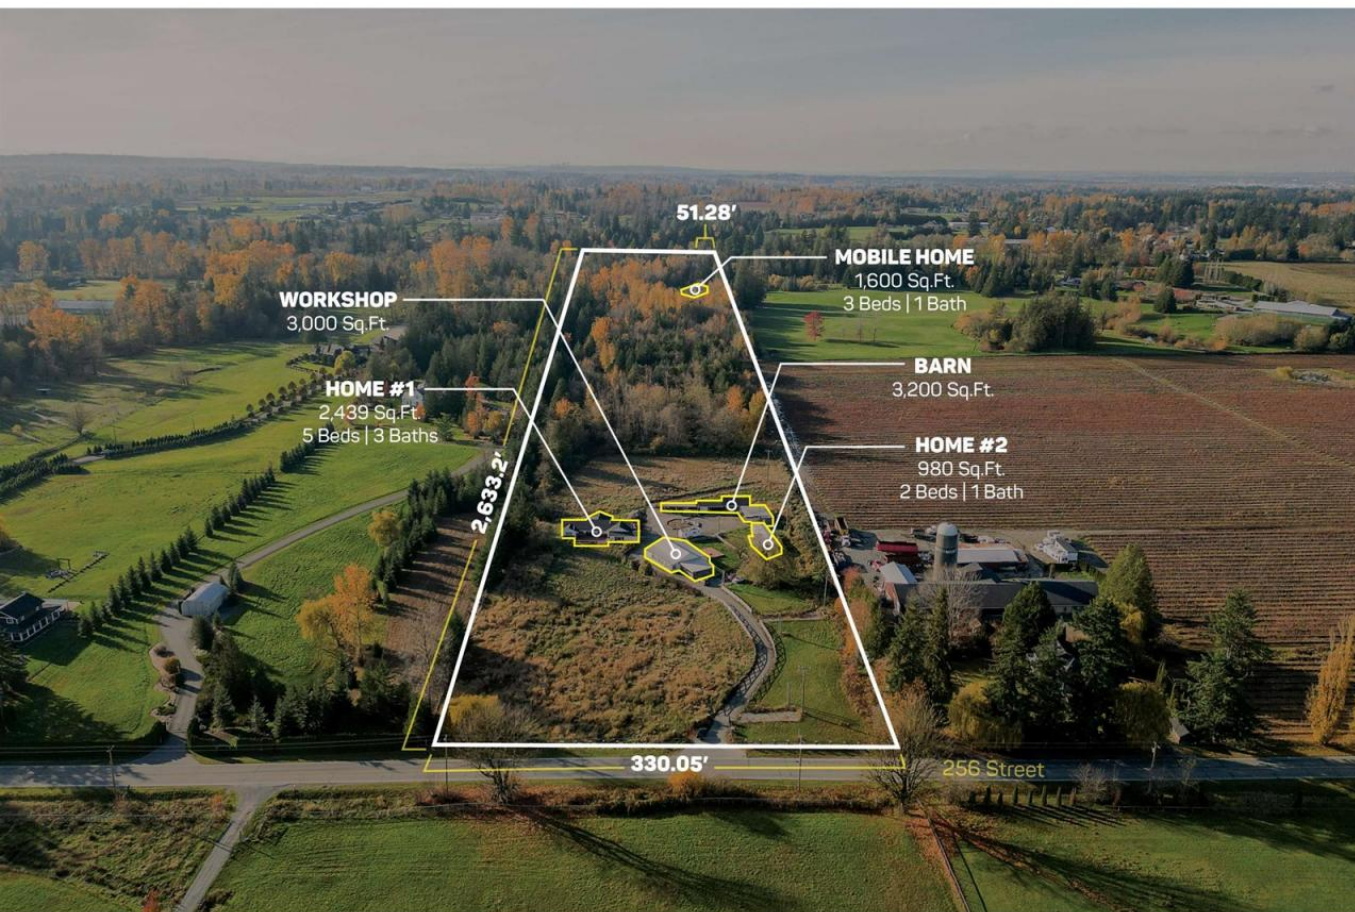 51.28'
MOBILE HOME
1,600 Sq.Ft.
3 Beds | 1 Bath
WORKSHOP
3,000 Sq.Ft.
BARN
3,200 Sq.Ft.
HOME #1
2,439 Sq.Ft.
5 Beds | 3 Baths
HOME #2
980 Sq.Ft.
2 Beds | 1 Bath
2,633.2'
330.05'
256 Street